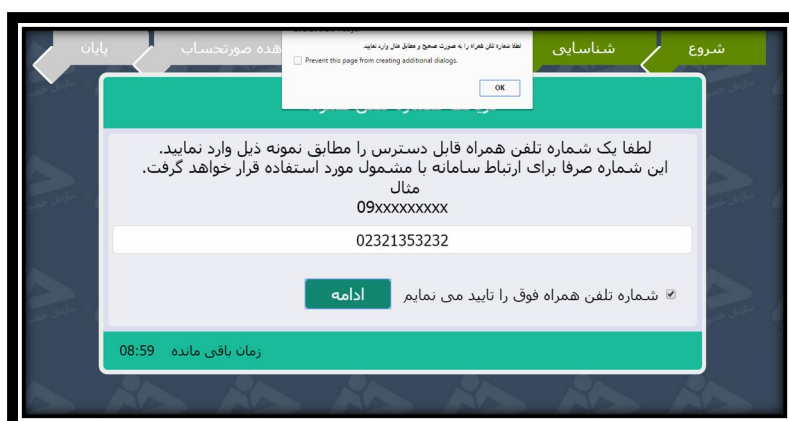 شروع
شناسایی
هده صورتحساب
پایان
لطفا شماره تلفن همراه را به صورت صحیح و مطابق مثال وارد نمایید.
Prevent this page from creating additional dialogs.
OK
لطفا یک شماره تلفن همراه قابل دسترس را مطابق نمونه ذیل وارد نمایید.
این شماره صرفا برای ارتباط سامانه با مشمول مورد استفاده قرار خواهد گرفت.
مثال
09xxxxxxxxx
02321353232
شماره تلفن همراه فوق را تایید می نمایم
ادامه
زمان باقی مانده 08:59